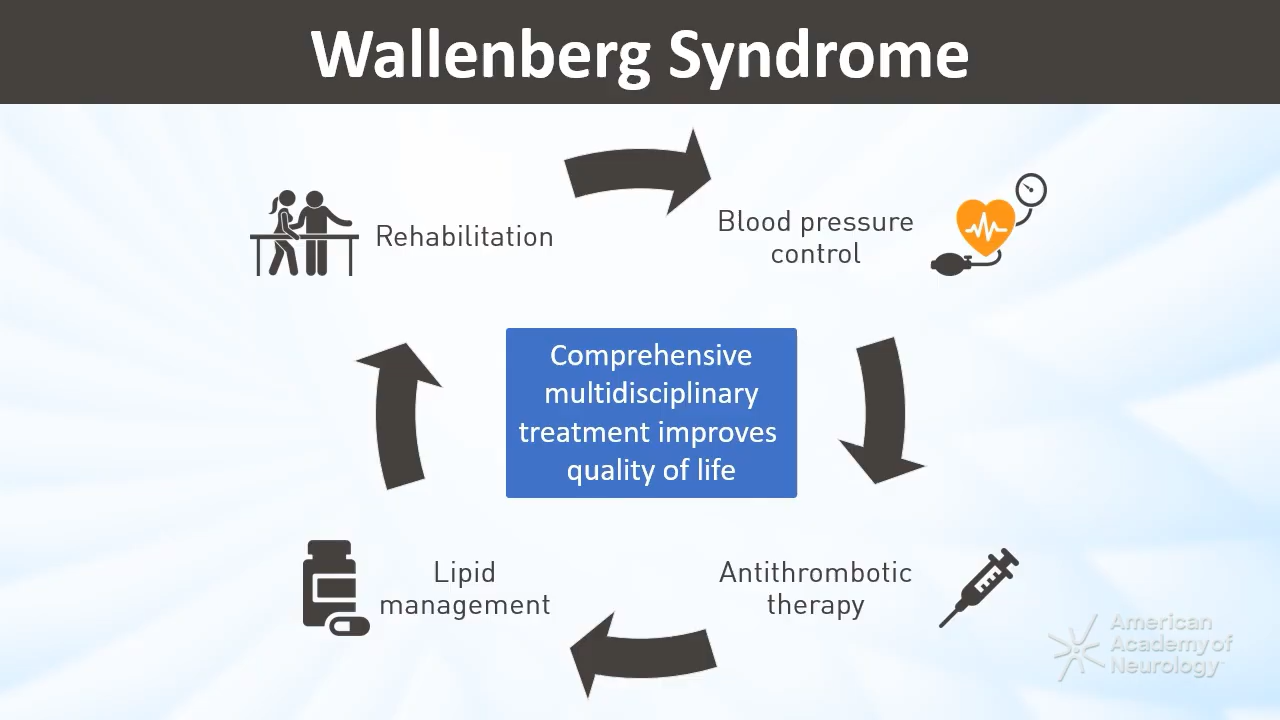 Wallenberg Syndrome
Rehabilitation
Blood pressure
control
Comprehensive
multidisciplinary
treatment improves
quality of life
Lipid
management
Antithrombotic
therapy
American
Academy of
Neurology